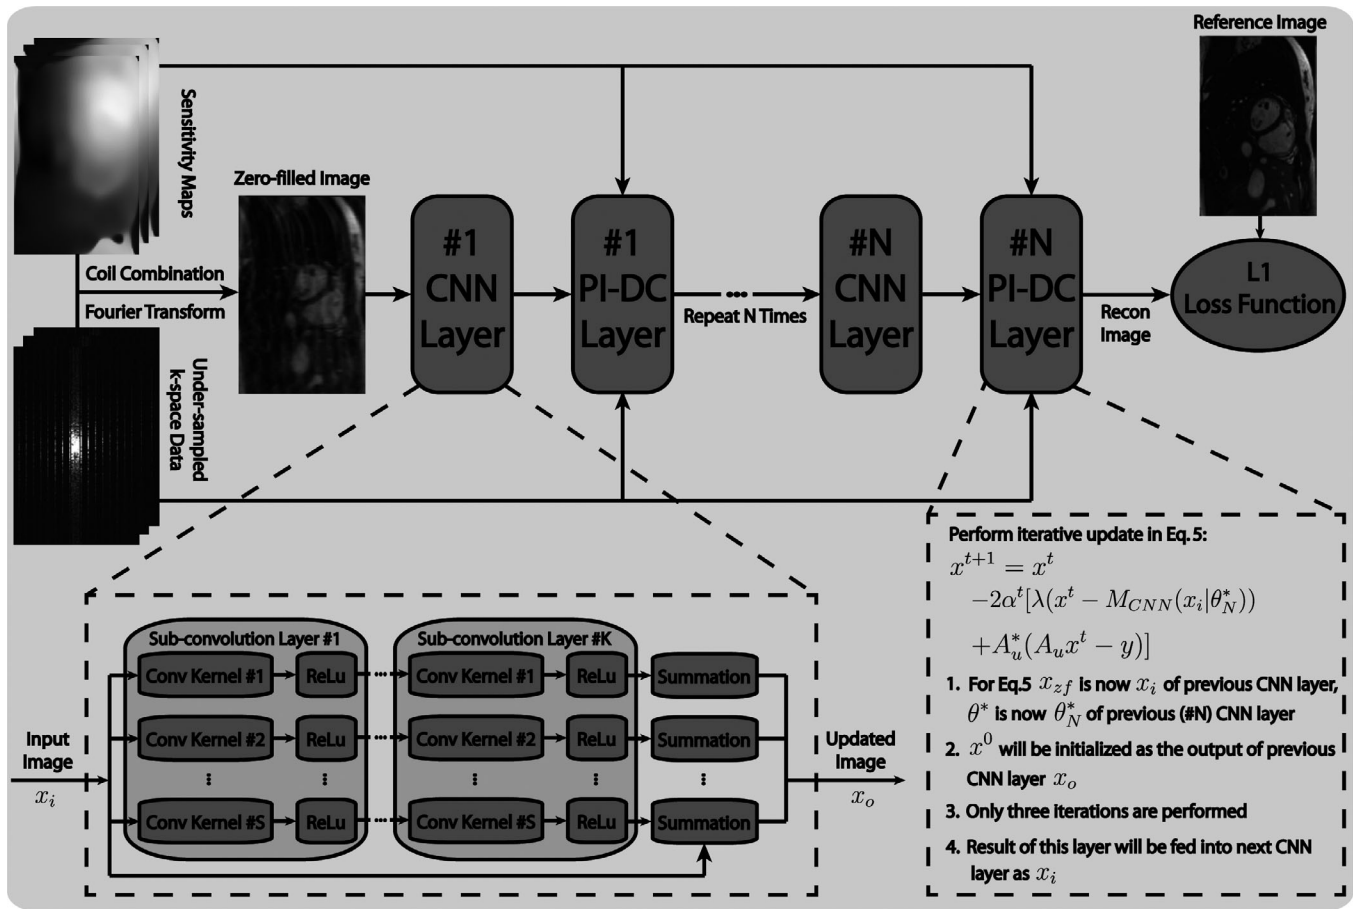 Reference Image
Sensitivity Maps
Zero-filled Image
Coil Combination
Fourier Transform
Under-sampled
k-space Data
#1
CNN
Layer
#1
PI-DC
Layer
Repeat N Times
#N
CNN
Layer
#N
PI-DC
Layer
Recon
Image
L1
Loss Function
Sub-convolution Layer #1
Sub-convolution Layer #K
Conv Kernel #1 ReLu ... Conv Kernel #1 ReLu Summation
Conv Kernel #2 ReLu Conv Kernel #2 ReLu Summation
... ... ... ... ...
Conv Kernel #S ReLu ... Conv Kernel #S ReLu Summation
Input
Image
x_i
Updated
Image
x_o
Perform iterative update in Eq. 5:
x^{t+1} = x^t
−2α^t[λ(x^t − M_{CNN}(x_i|θ_N^*))
+A_u^*(A_u x^t − y)]
1. For Eq.5 x_{zf} is now x_i of previous CNN layer,
θ^* is now θ_N^* of previous (#N) CNN layer
2. x^0 will be initialized as the output of previous
CNN layer x_o
3. Only three iterations are performed
4. Result of this layer will be fed into next CNN
layer as x_i